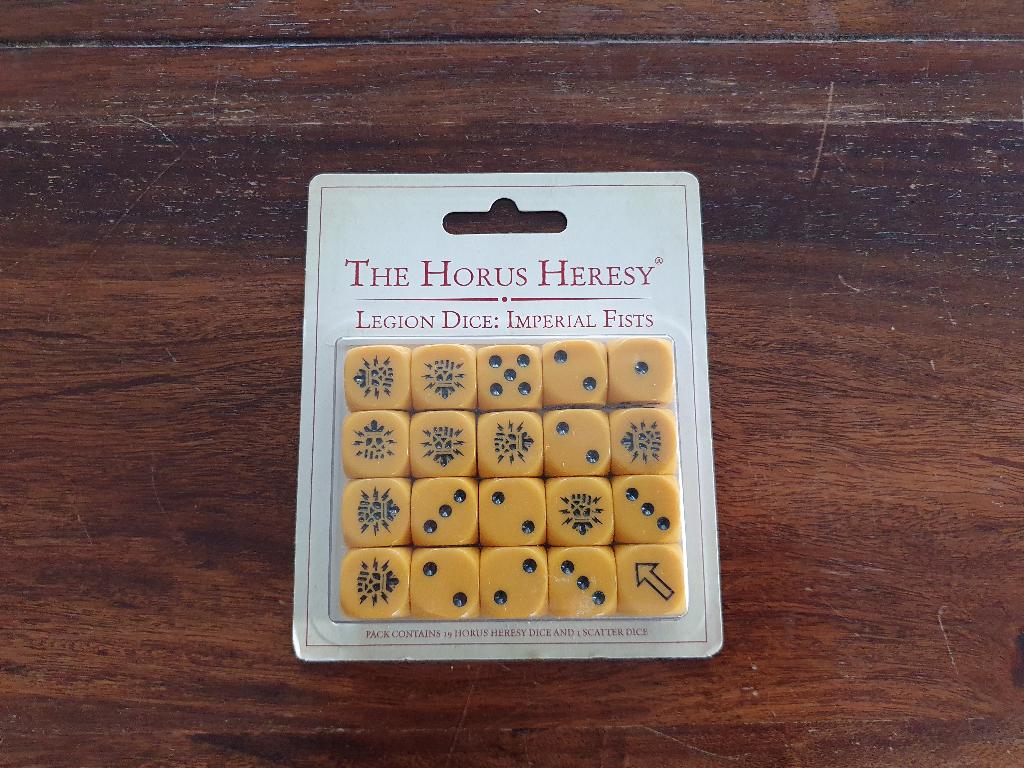 The Horus Heresy®
Legion Dice: Imperial Fists
PACK CONTAINS 19 HORUS HERESY DICE AND 1 SCATTER DICE